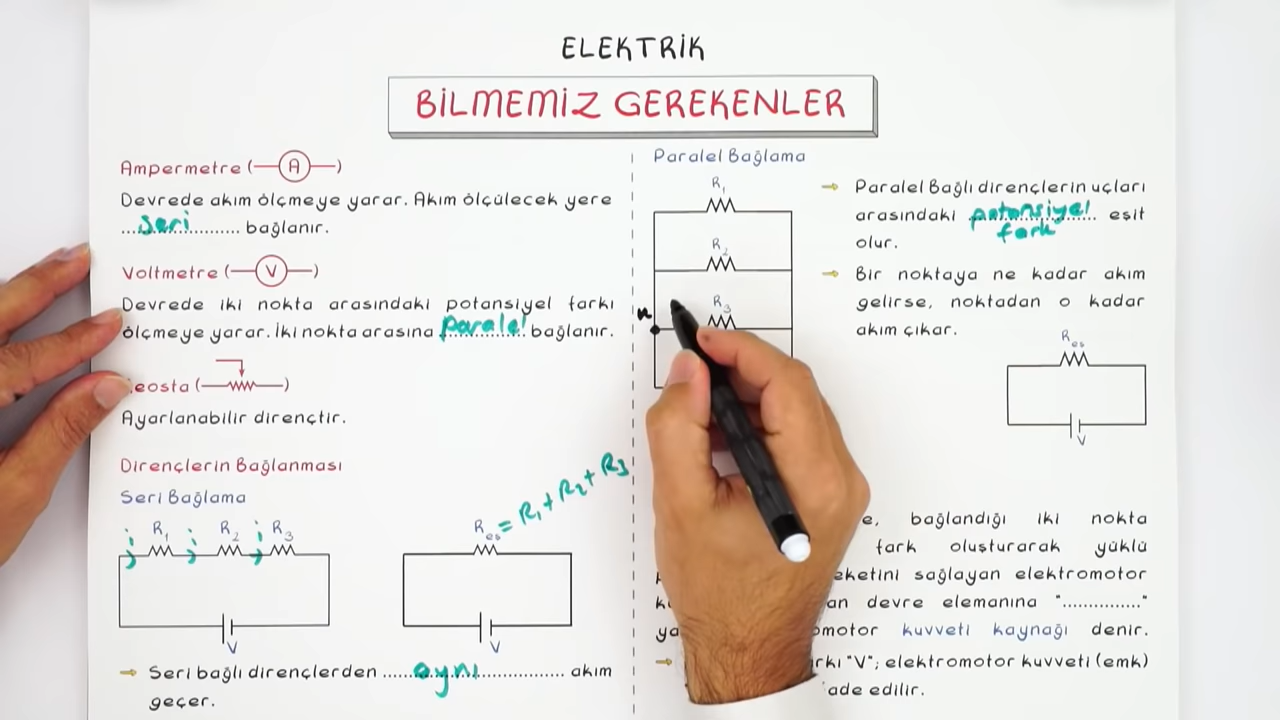 ELEKTRİK
BİLMEMİZ GEREKENLER
Ampermetre ( A )
Devrede akım ölçmeye yarar. Akım ölçülecek yere
seri bağlanır.
Voltmetre ( V )
Devrede iki nokta arasındaki potansiyel farkı
ölçmeye yarar. İki nokta arasına paralel bağlanır.
eosta ( )
Ayarlanabilir dirençtir.
Dirençlerin Bağlanması
Seri Bağlama
i R1 i R2 i R3
V
Reş = R1 + R2 + R3
V
Seri bağlı dirençlerden ......aynı............ akım
geçer.
Paralel Bağlama
R1
R2
R3
Paralel Bağlı dirençlerin uçları
arasındaki potansiyel fark eşit
olur.
Bir noktaya ne kadar akım
gelirse, noktadan o kadar
akım çıkar.
Reş
V
e, bağlandığı iki nokta
fark oluşturarak yüklü
eketini sağlayan elektromotor
an devre elemanına "..............."
ya omotor kuvveti kaynağı denir.
rkı "V"; elektromotor kuvveti (emk)
ade edilir.